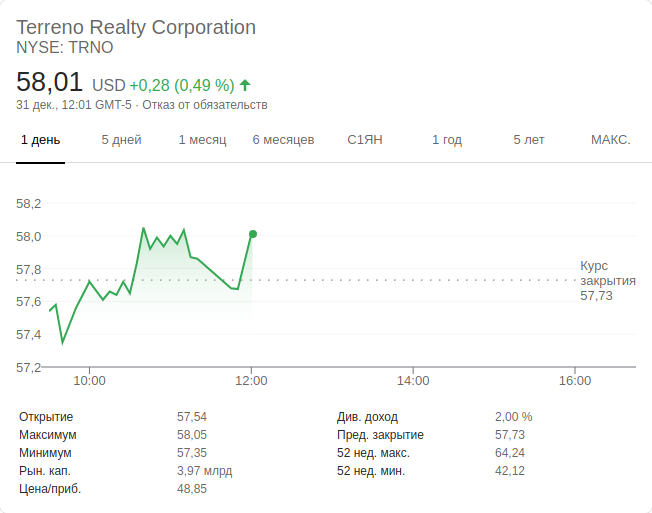 Terreno Realty Corporation
NYSE: TRNO
58,01 USD +0,28 (0,49 %)
31 дек., 12:01 GMT-5 · Отказ от обязательств
1 день 5 дней 1 месяц 6 месяцев С1ЯН 1 год 5 лет МАКС.
58,2
58,0
57,8
57,6
57,4
57,2
Курс
закрытия
57,73
10:00 12:00 14:00 16:00
Открытие 57,54 Див. доход 2,00 %
Максимум 58,05 Пред. закрытие 57,73
Минимум 57,35 52 нед. макс. 64,24
Рын. кап. 3,97 млрд 52 нед. мин. 42,12
Цена/приб. 48,85